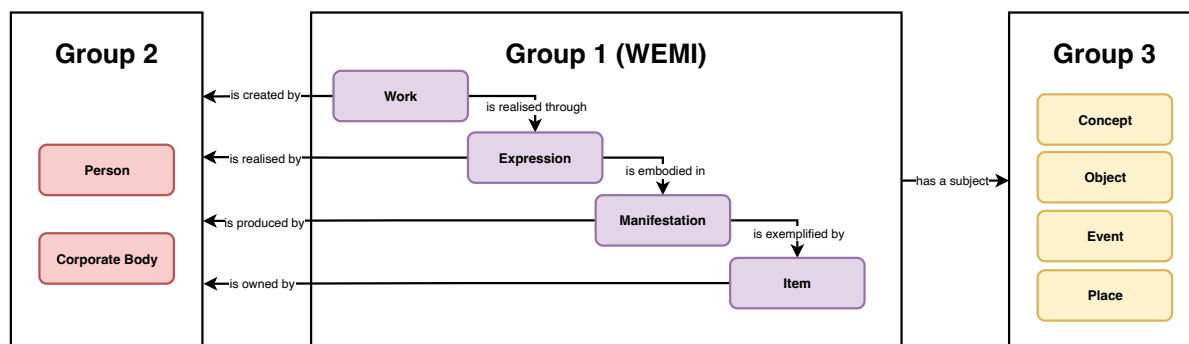 Group 2
Group 1 (WEMI)
Group 3
is created by
Work
is realised through
Concept
Person
is realised by
Expression
is embodied in
Object
has a subject
Corporate Body
is produced by
Manifestation
is exemplified by
Event
is owned by
Item
Place